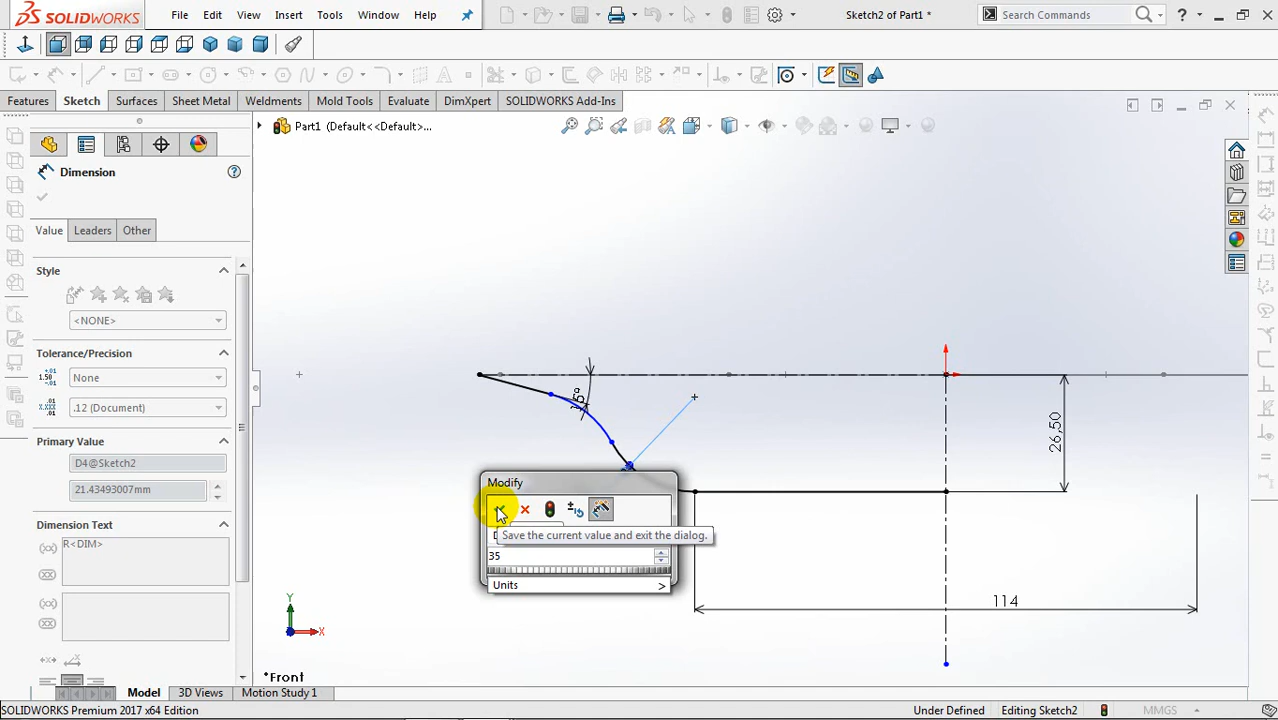 SOLIDWORKS
File Edit View Insert Tools Window Help
Sketch2 of Part1 *
Search Commands
Features Sketch Surfaces Sheet Metal Weldments Mold Tools Evaluate DimXpert SOLIDWORKS Add-Ins
Part1 (Default<<Default>...
Dimension
Value Leaders Other
Style
<NONE>
Tolerance/Precision
None
.12 (Document)
Primary Value
D4@Sketch2
21.43493007mm
Dimension Text
R<DIM>
15°
26,50
114
Modify
Save the current value and exit the dialog.
35
Units >
Y
X
*Front
Model 3D Views Motion Study 1
SOLIDWORKS Premium 2017 x64 Edition
Under Defined Editing Sketch2 MMGS